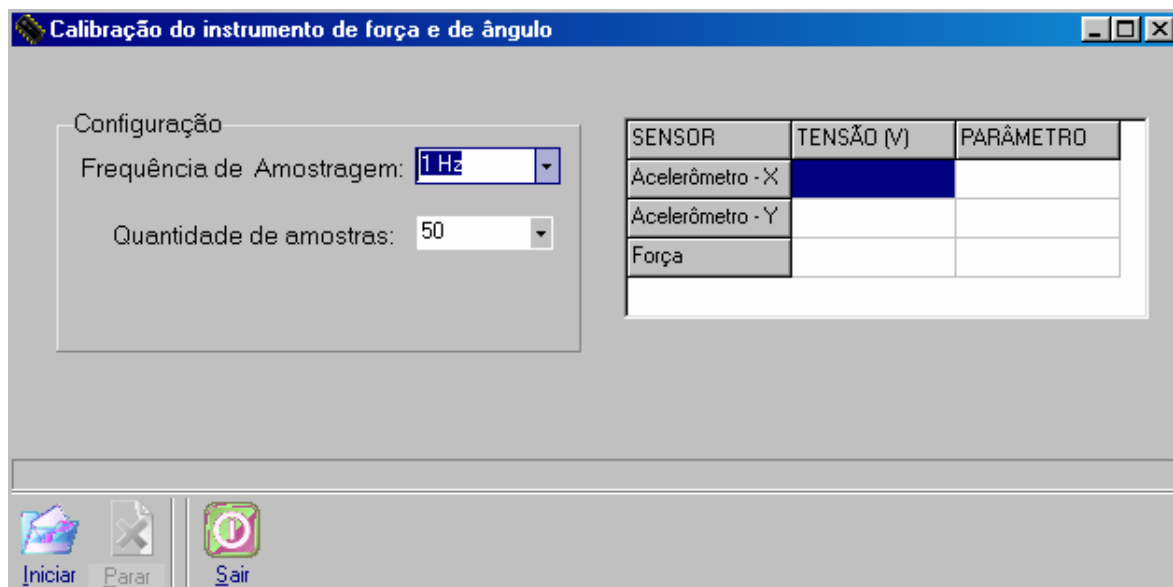 Calibração do instrumento de força e de ângulo
Configuração
Frequência de Amostragem: 1 Hz
Quantidade de amostras: 50
SENSOR TENSÃO (V) PARÂMETRO
Acelerômetro - X
Acelerômetro - Y
Força
Iniciar Parar Sair